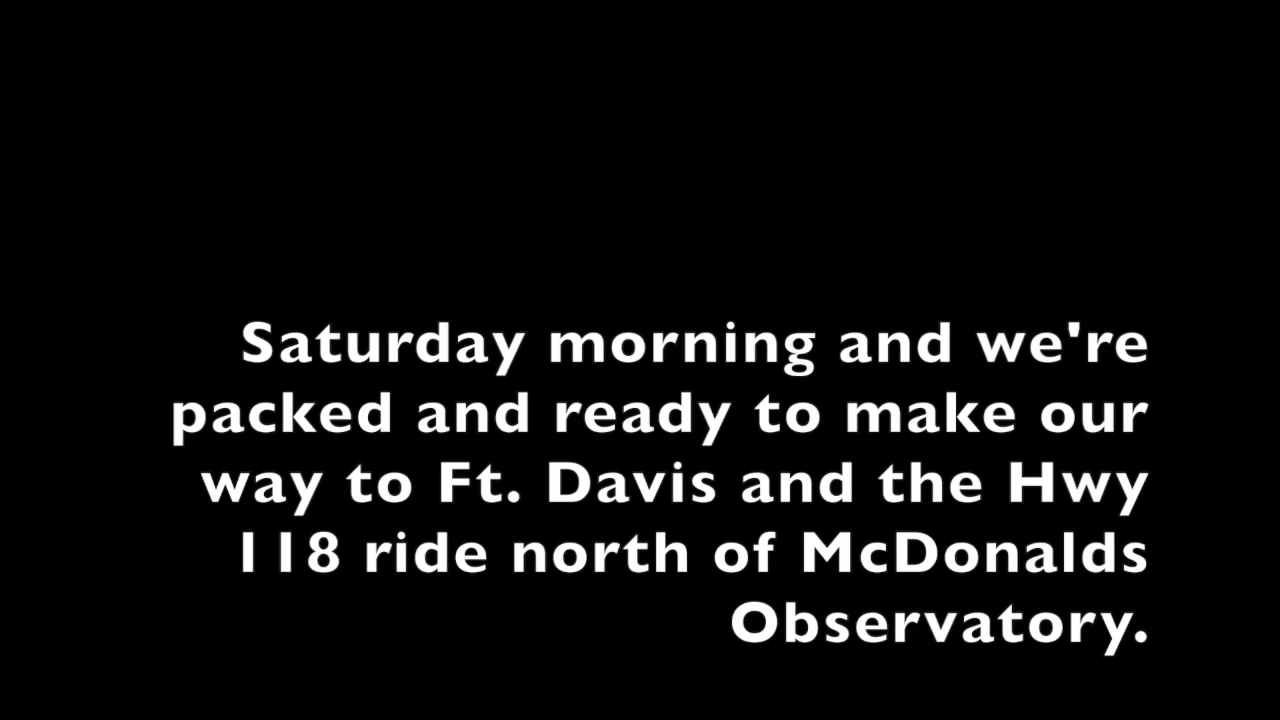 Saturday morning and we're
packed and ready to make our
way to Ft. Davis and the Hwy
118 ride north of McDonalds
Observatory.